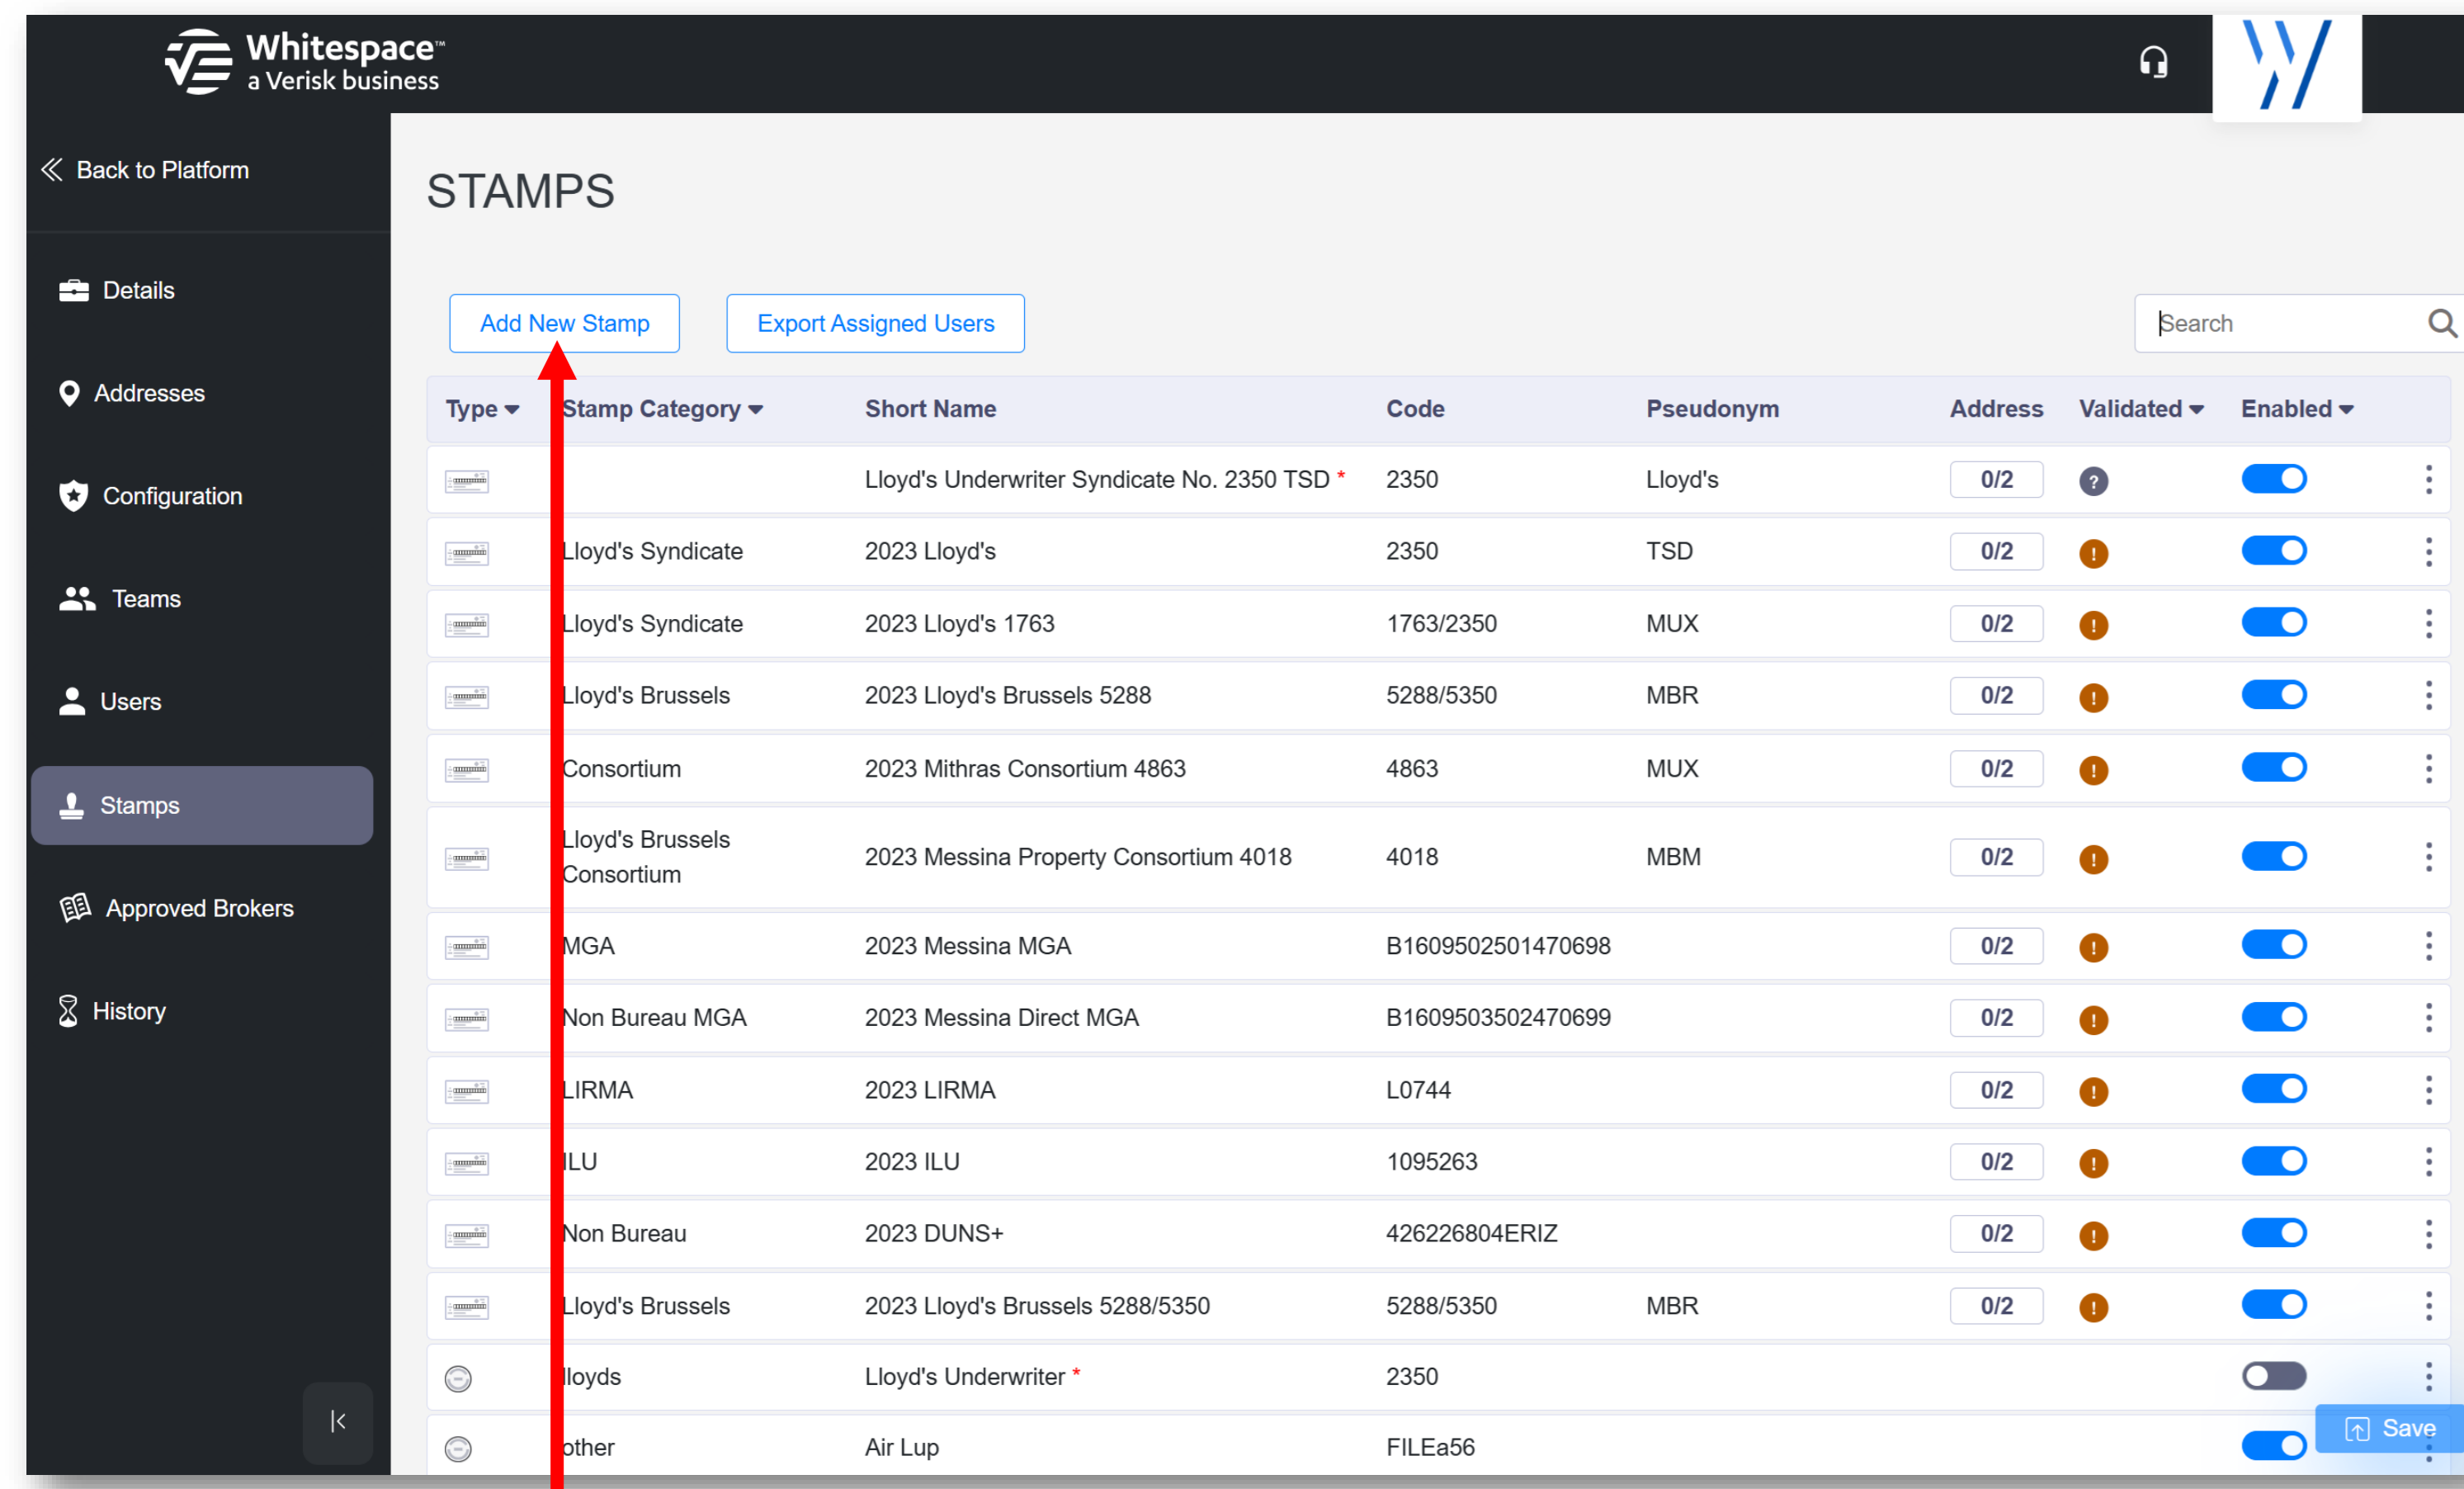 Whitespace™
a Verisk business
Back to Platform
Details
Addresses
Configuration
Teams
Users
Stamps
Approved Brokers
History
STAMPS
Add New Stamp Export Assigned Users Search
Type Stamp Category Short Name Code Pseudonym Address Validated Enabled
Lloyd's Underwriter Syndicate No. 2350 TSD * 2350 Lloyd's 0/2
Lloyd's Syndicate 2023 Lloyd's 2350 TSD 0/2
Lloyd's Syndicate 2023 Lloyd's 1763 1763/2350 MUX 0/2
Lloyd's Brussels 2023 Lloyd's Brussels 5288 5288/5350 MBR 0/2
Consortium 2023 Mithras Consortium 4863 4863 MUX 0/2
Lloyd's Brussels
Consortium 2023 Messina Property Consortium 4018 4018 MBM 0/2
MGA 2023 Messina MGA B1609502501470698 0/2
Non Bureau MGA 2023 Messina Direct MGA B1609503502470699 0/2
LIRMA 2023 LIRMA L0744 0/2
ILU 2023 ILU 1095263 0/2
Non Bureau 2023 DUNS+ 426226804ERIZ 0/2
Lloyd's Brussels 2023 Lloyd's Brussels 5288/5350 5288/5350 MBR 0/2
lloyds Lloyd's Underwriter * 2350
other Air Lup FILEa56
Save